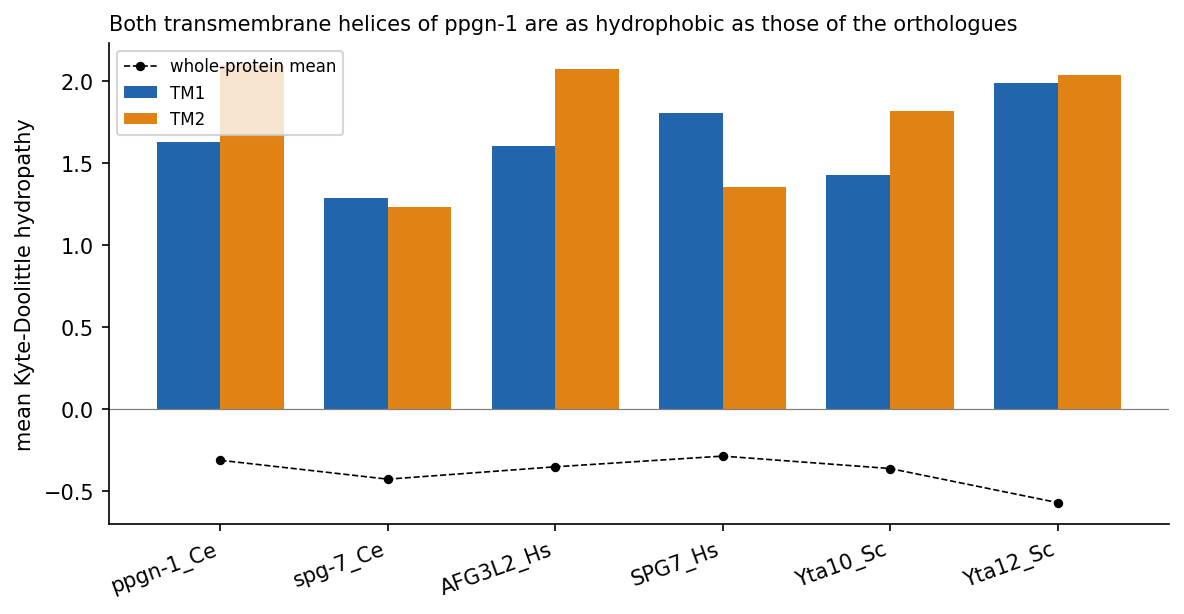 Both transmembrane helices of ppgn-1 are as hydrophobic as those of the orthologues
whole-protein mean
TM1
TM2
mean Kyte-Doolittle hydropathy
2.0
1.5
1.0
0.5
0.0
−0.5
ppgn-1_Ce
spg-7_Ce
AFG3L2_Hs
SPG7_Hs
Yta10_Sc
Yta12_Sc